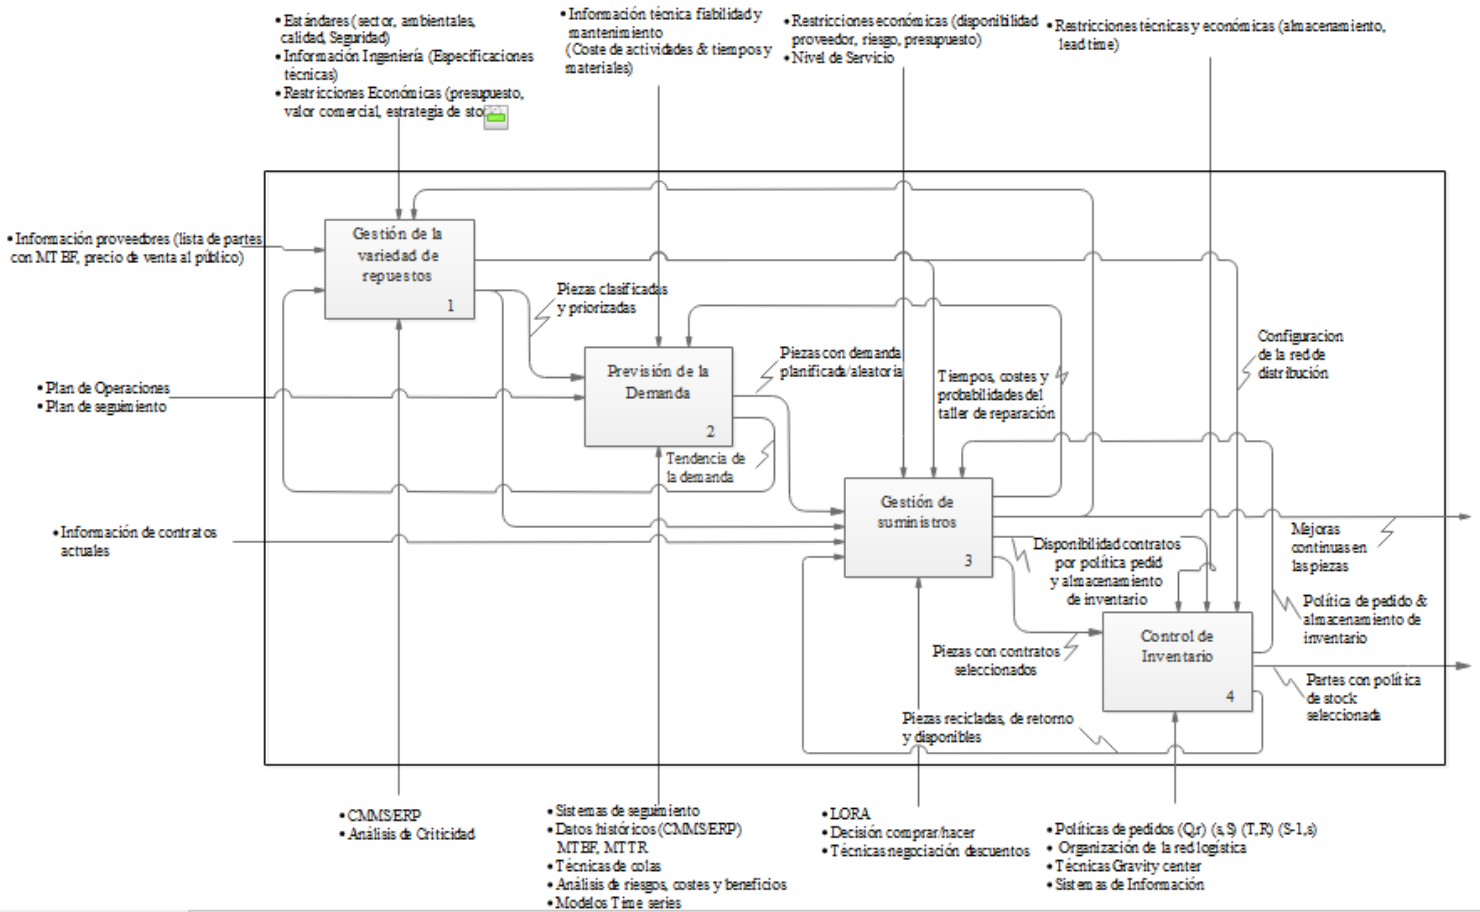 • Estándares (sector, ambientales,
calidad, Seguridad)
• Información Ingeniería (Especificaciones
técnicas)
• Restricciones Económicas (presupuesto,
valor comercial, estrategia de
• Información técnica fiabilidad y
mantenimiento
(Coste de actividades & tiempos y
materiales)
• Restricciones económicas (disponibilidad
proveedor, riesgo, presupuesto)
• Nivel de Servicio
• Restricciones técnicas y económicas (almacenamiento,
lead time)
• Información proveedores (lista de partes
con MTBF, precio de venta al público)
Gestión de la
variedad de
repuestos
1
Piezas clasificadas
y priorizadas
• Plan de Operaciones
• Plan de seguimiento
Previsión de la
Demanda
2
Piezas con demanda
planificada/aleatoria
Tiempos, costes y
probabilidades del
taller de reparación
Configuracion
de la red de
distribución
Tendencia de
la demanda
• Información de contratos
actuales
Gestión de
suministros
3
Disponibilidad contratos
por política pedid
y almacenamiento
de inventario
Mejoras
continuas en
las piezas
Política de pedido &
almacenamiento de
inventario
Piezas con contratos
seleccionados
Control de
Inventario
4
Partes con política
de stock
seleccionada
Piezas recicladas, de retorno
y disponibles
• CMMS/ERP
• Análisis de Criticidad
• Sistemas de seguimiento
• Datos históricos (CMMS/ERP)
MTBF, MTTR
• Técnicas de colas
• Análisis de riesgos, costes y beneficios
• Modelos Time series
• LORA
• Decisión comprar/hacer
• Técnicas negociación descuentos
• Políticas de pedidos (Q,r) (s,S) (T,R) (S-1,s)
• Organización de la red logística
• Técnicas Gravity center
• Sistemas de Información